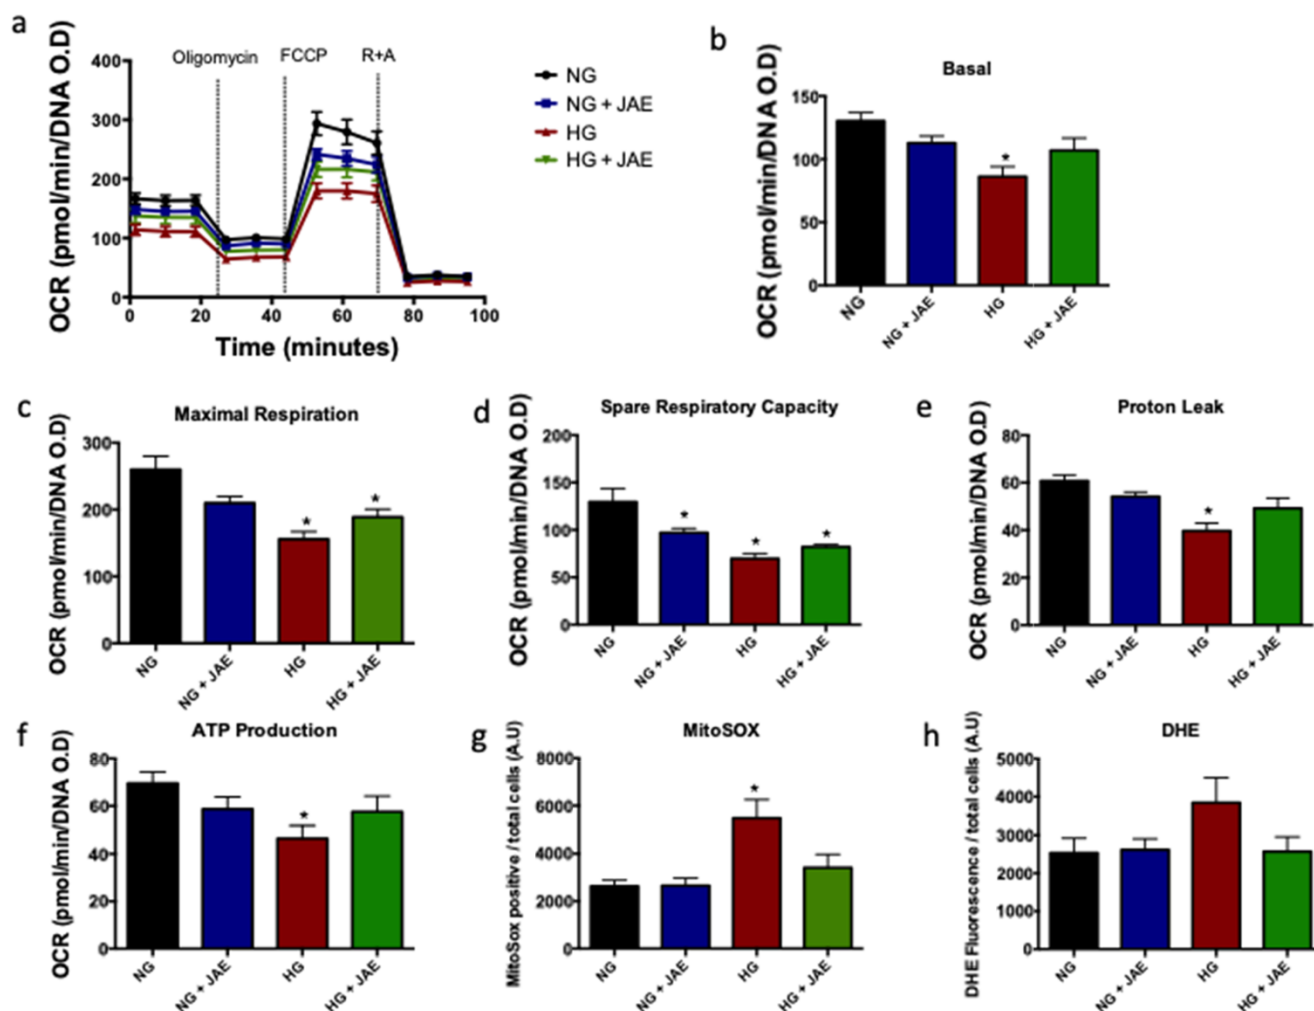 a
OCR (pmol/min/DNA O.D)
400
300
200
100
0
Oligomycin
FCCP
R+A
0
20
40
60
80
100
Time (minutes)
NG
NG + JAE
HG
HG + JAE
b
Basal
OCR (pmol/min/DNA O.D)
150
100
50
0
*
NG
NG + JAE
HG
HG + JAE
c
Maximal Respiration
OCR (pmol/min/DNA O.D)
300
200
100
0
*
*
NG
NG + JAE
HG
HG + JAE
d
Spare Respiratory Capacity
OCR (pmol/min/DNA O.D)
200
150
100
50
0
*
*
*
NG
NG + JAE
HG
HG + JAE
e
Proton Leak
OCR (pmol/min/DNA O.D)
80
60
40
20
0
*
NG
NG + JAE
HG
HG + JAE
f
ATP Production
OCR (pmol/min/DNA O.D)
80
60
40
20
0
*
NG
NG + JAE
HG
HG + JAE
g
MitoSOX
MitoSox positive / total cells (A.U)
8000
6000
4000
2000
0
*
NG
NG + JAE
HG
HG + JAE
h
DHE
DHE Fluorescence / total cells (A.U
5000
4000
3000
2000
1000
0
NG
NG + JAE
HG
HG + JAE